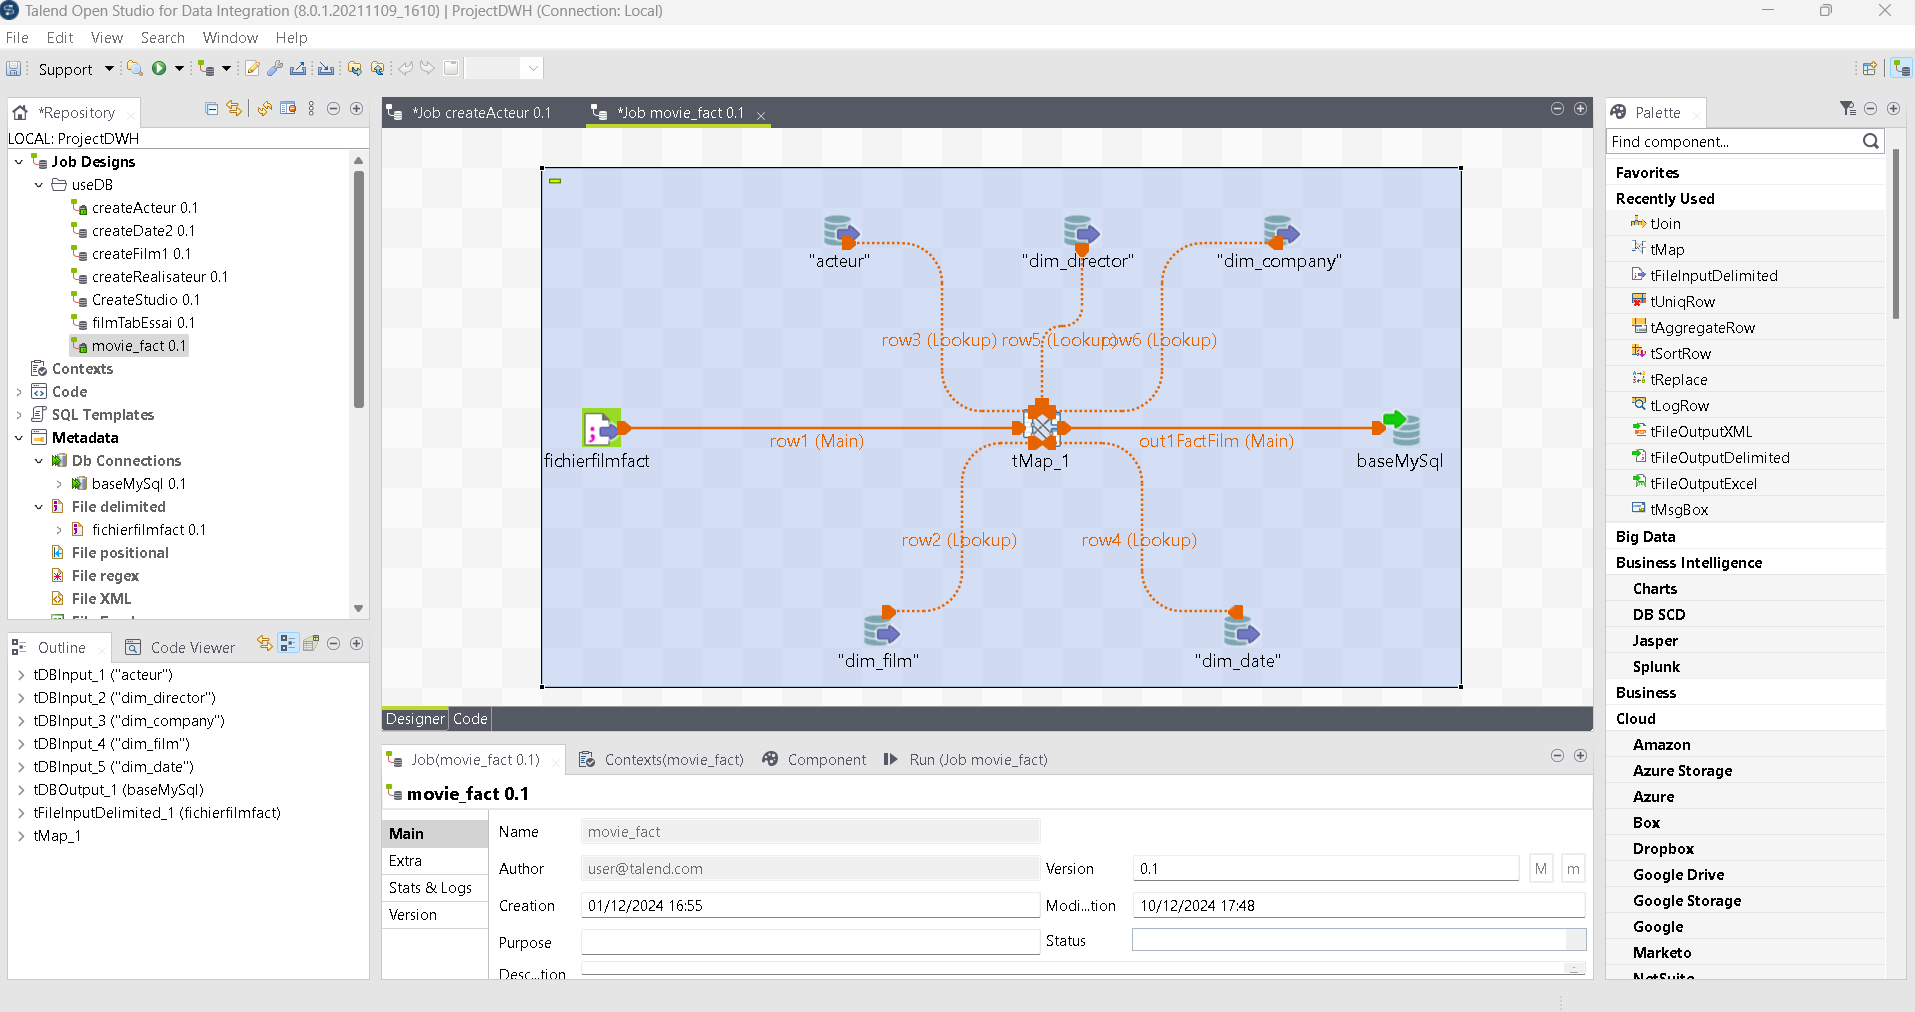 Talend Open Studio for Data Integration (8.0.1.20211109_1610) | ProjectDWH (Connection: Local)
File Edit View Search Window Help
Support
*Repository
LOCAL: ProjectDWH
Job Designs
useDB
createActeur 0.1
createDate2 0.1
createFilm1 0.1
createRealisateur 0.1
CreateStudio 0.1
filmTabEssai 0.1
movie_fact 0.1
Contexts
Code
SQL Templates
Metadata
Db Connections
baseMySql 0.1
File delimited
fichierfilmfact 0.1
File positional
File regex
File XML
Outline Code Viewer
tDBInput_1 ("acteur")
tDBInput_2 ("dim_director")
tDBInput_3 ("dim_company")
tDBInput_4 ("dim_film")
tDBInput_5 ("dim_date")
tDBOutput_1 (baseMySql)
tFileInputDelimited_1 (fichierfilmfact)
tMap_1
*Job createActeur 0.1 *Job movie_fact 0.1
"acteur" "dim_director" "dim_company"
row3 (Lookup) row5 (Lookup) row6 (Lookup)
row1 (Main) out1FactFilm (Main)
fichierfilmfact tMap_1 baseMySql
row2 (Lookup) row4 (Lookup)
"dim_film" "dim_date"
Designer Code
Job(movie_fact 0.1) Contexts(movie_fact) Component Run (Job movie_fact)
movie_fact 0.1
Main
Extra
Stats & Logs
Version
Name movie_fact
Author user@talend.com Version 0.1 M m
Creation 01/12/2024 16:55 Modi...tion 10/12/2024 17:48
Purpose Status
Desc...tion
Palette
Find component...
Favorites
Recently Used
tJoin
tMap
tFileInputDelimited
tUniqRow
tAggregateRow
tSortRow
tReplace
tLogRow
tFileOutputXML
tFileOutputDelimited
tFileOutputExcel
tMsgBox
Big Data
Business Intelligence
Charts
DB SCD
Jasper
Splunk
Business
Cloud
Amazon
Azure Storage
Azure
Box
Dropbox
Google Drive
Google Storage
Google
Marketo
NetSuite